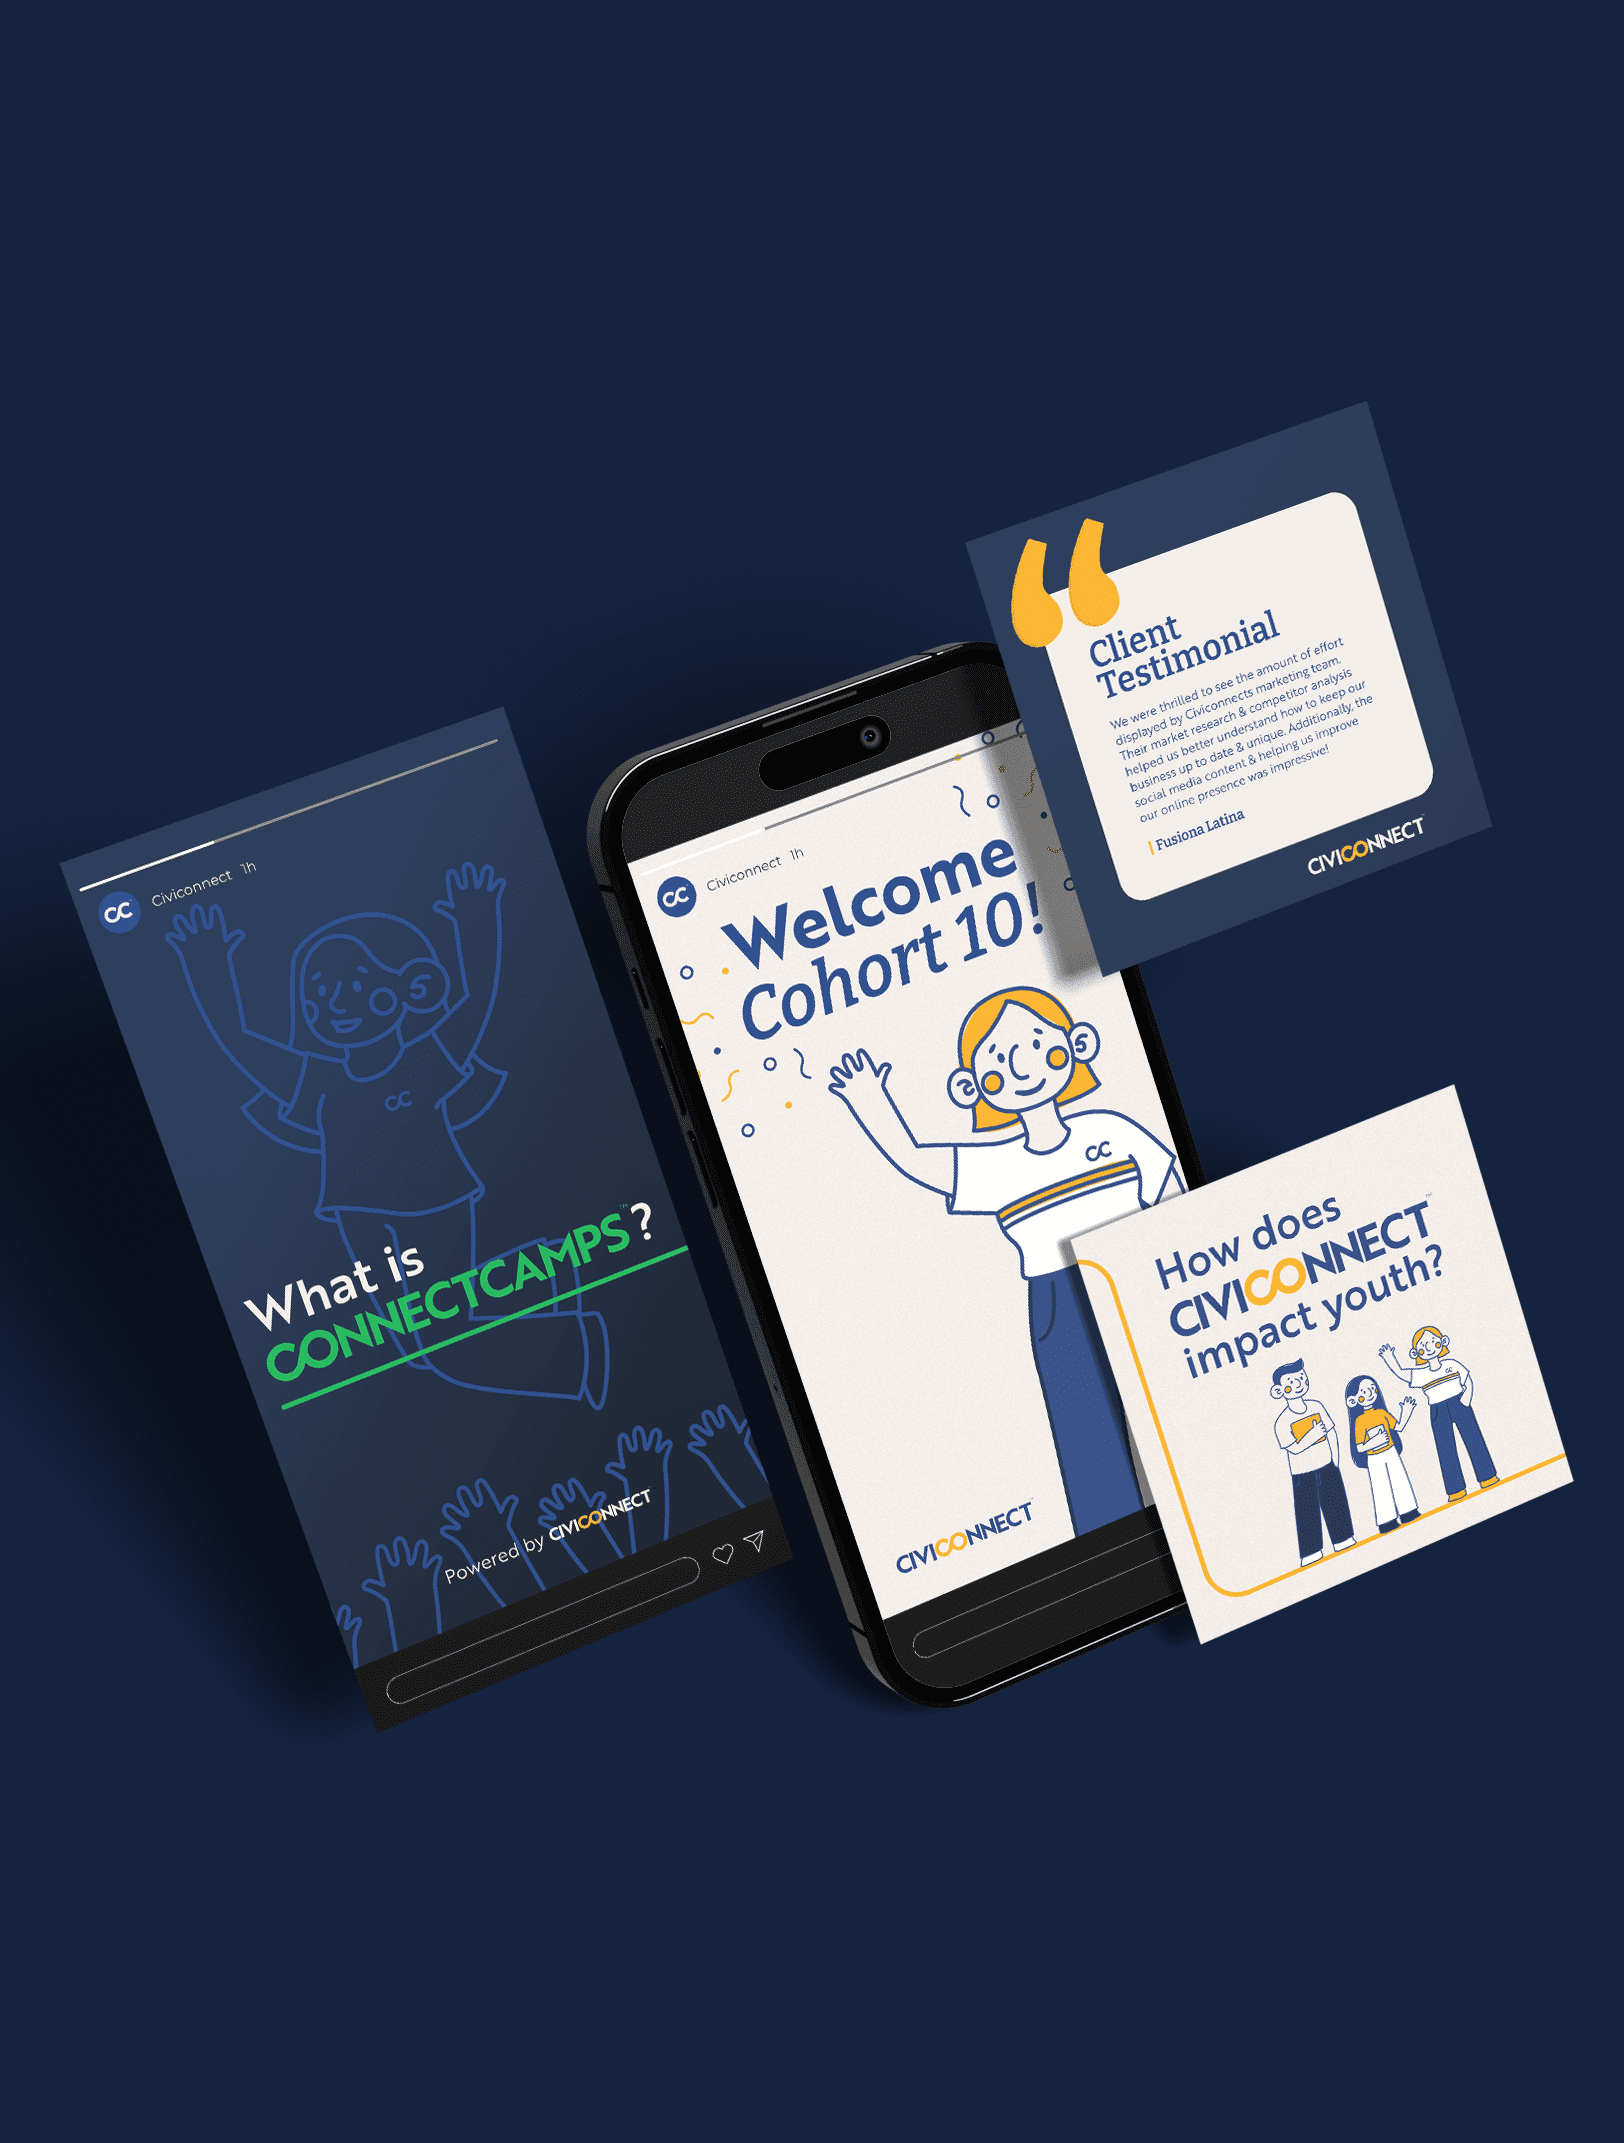 Civiconnect 1h
CC
What is
CONNECTCAMPS™?
Powered by CIVICONNECT
Civiconnect 1h
CC
Welcome
Cohort 10!
CC
CIVICONNECT
“
Client
Testimonial
We were thrilled to see the amount of effort
displayed by Civiconnects marketing team.
Their market research & competitor analysis
helped us better understand how to keep our
business up to date & unique. Additionally, the
social media content & helping us improve
our online presence was impressive!
Fusiona Latina
CIVICONNECT
How does
CIVICONNECT™
impact youth?